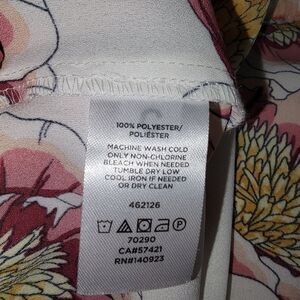 100% POLYESTER/
POLIÉSTER
MACHINE WASH COLD
ONLY NON-CHLORINE
BLEACH WHEN NEEDED
TUMBLE DRY LOW
COOL IRON IF NEEDED
OR DRY CLEAN
462126
70290
CA#57421
RN#140923